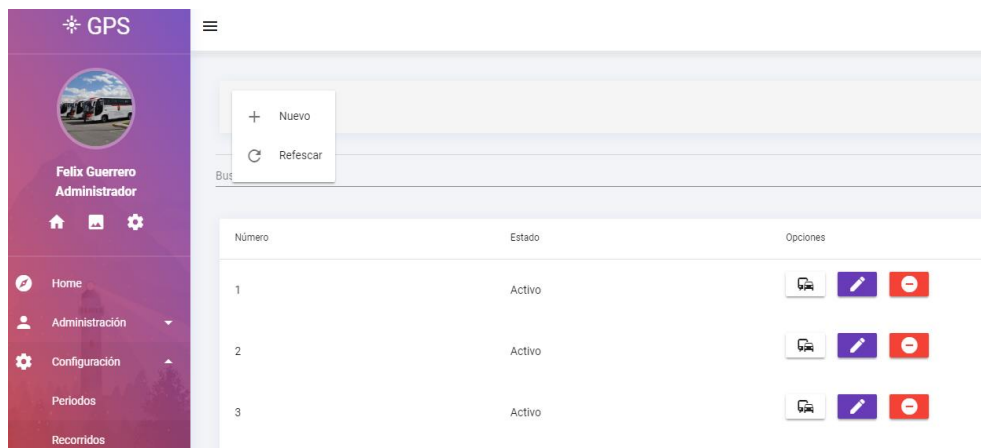 GPS
Felix Guerrero
Administrador
Home
Administración
Configuración
Periodos
Recorridos
Nuevo
Refescar
Bus
Número Estado Opciones
1 Activo
2 Activo
3 Activo